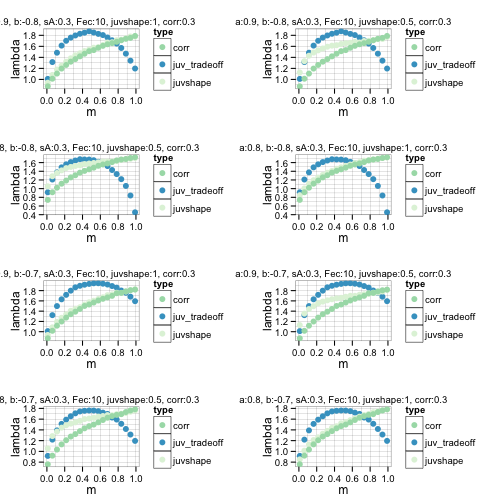 .9, b:-0.8, sA:0.3, Fec:10, juvshape:1, corr:0.3
lambda
1.8
1.6
1.4
1.2
1.0
0.0 0.2 0.4 0.6 0.8 1.0
m
type
corr
juv_tradeoff
juvshape
a:0.9, b:-0.8, sA:0.3, Fec:10, juvshape:0.5, corr:0.3
lambda
1.8
1.6
1.4
1.2
1.0
0.0 0.2 0.4 0.6 0.8 1.0
m
type
corr
juv_tradeoff
juvshape
8, b:-0.8, sA:0.3, Fec:10, juvshape:0.5, corr:0.3
lambda
1.6
1.4
1.2
1.0
0.8
0.6
0.4
0.0 0.2 0.4 0.6 0.8 1.0
m
type
corr
juv_tradeoff
juvshape
a:0.8, b:-0.8, sA:0.3, Fec:10, juvshape:1, corr:0.3
lambda
1.6
1.4
1.2
1.0
0.8
0.6
0.4
0.0 0.2 0.4 0.6 0.8 1.0
m
type
corr
juv_tradeoff
juvshape
.9, b:-0.7, sA:0.3, Fec:10, juvshape:1, corr:0.3
lambda
1.8
1.6
1.4
1.2
1.0
0.0 0.2 0.4 0.6 0.8 1.0
m
type
corr
juv_tradeoff
juvshape
a:0.9, b:-0.7, sA:0.3, Fec:10, juvshape:0.5, corr:0.3
lambda
1.8
1.6
1.4
1.2
1.0
0.0 0.2 0.4 0.6 0.8 1.0
m
type
corr
juv_tradeoff
juvshape
8, b:-0.7, sA:0.3, Fec:10, juvshape:0.5, corr:0.3
lambda
1.8
1.6
1.4
1.2
1.0
0.8
0.0 0.2 0.4 0.6 0.8 1.0
m
type
corr
juv_tradeoff
juvshape
a:0.8, b:-0.7, sA:0.3, Fec:10, juvshape:1, corr:0.3
lambda
1.8
1.6
1.4
1.2
1.0
0.8
0.0 0.2 0.4 0.6 0.8 1.0
m
type
corr
juv_tradeoff
juvshape